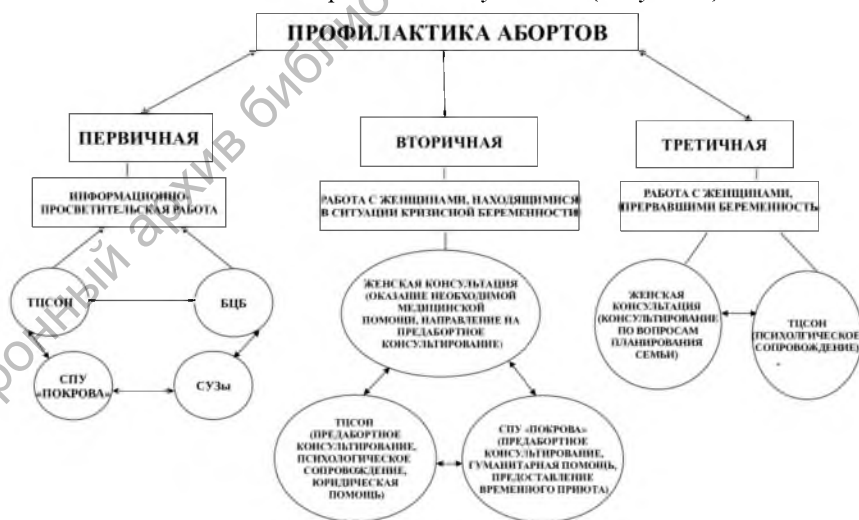 ПРОФИЛАКТИКА АБОРТОВ
ПЕРВИЧНАЯ
ВТОРИЧНАЯ
ТРЕТИЧНАЯ
ИНФОРМАЦИОННО-
ПРОСВЕТИТЕЛЬСКАЯ РАБОТА
РАБОТА С ЖЕНЩИНАМИ, НАХОДЯЩИМИСЯ
В СИТУАЦИИ КРИЗИСНОЙ БЕРЕМЕННОСТИ
РАБОТА С ЖЕНЩИНАМИ,
ПРЕРВАВШИМИ БЕРЕМЕННОСТЬ
ТЦСОН
БЦБ
СПУ
«ПОКРОВА»
СУЗы
ЖЕНСКАЯ КОНСУЛЬТАЦИЯ
(ОКАЗАНИЕ НЕОБХОДИМОЙ
МЕДИЦИНСКОЙ
ПОМОЩИ, НАПРАВЛЕНИЕ НА
ПРЕДАБОРТНОЕ
КОНСУЛЬТИРОВАНИЕ)
ТЦСОН
(ПРЕДАБОРТНОЕ
КОНСУЛЬТИРОВАНИЕ,
ПСИХОЛОГИЧЕСКОЕ
СОПРОВОЖДЕНИЕ,
ЮРИДИЧЕСКАЯ
ПОМОЩЬ)
СПУ «ПОКРОВА»
(ПРЕДАБОРТНОЕ
КОНСУЛЬТИРОВАНИЕ,
ГУМАНИТАРНАЯ ПОМОЩЬ,
ПРЕДОСТАВЛЕНИЕ
ВРЕМЕННОГО ПРИЮТА)
ЖЕНСКАЯ
КОНСУЛЬТАЦИЯ
(КОНСУЛЬТИРОВАНИЕ
ПО ВОПРОСАМ
ПЛАНИРОВАНИЯ
СЕМЬИ)
ТЦСОН
(ПСИХОЛГИЧЕСКОЕ
СОПРОВОЖДЕНИЕ)
архив